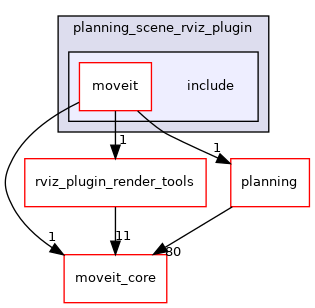 planning_scene_rviz_plugin
moveit
include
1
1
rviz_plugin_render_tools
planning
1
11
80
moveit_core